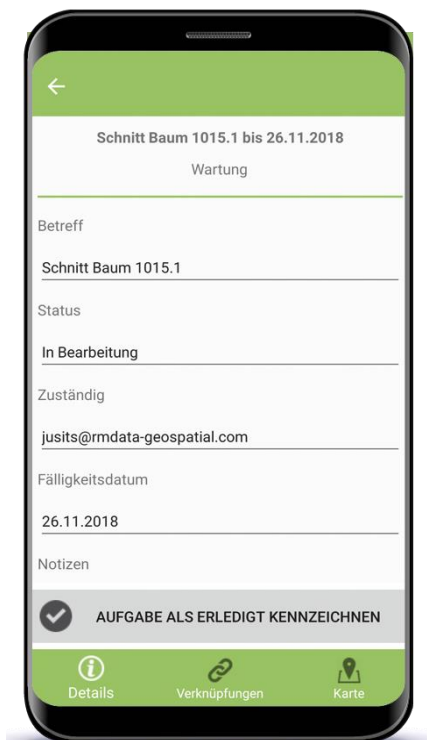 Schnitt Baum 1015.1 bis 26.11.2018
Wartung
Betreff
Schnitt Baum 1015.1
Status
In Bearbeitung
Zuständig
jusits@rmdata-geospatial.com
Fälligkeitsdatum
26.11.2018
Notizen
AUFGABE ALS ERLEDIGT KENNZEICHNEN
Details Verknüpfungen Karte